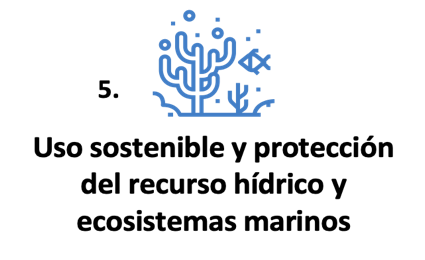 5.
Uso sostenible y protección
del recurso hídrico y
ecosistemas marinos